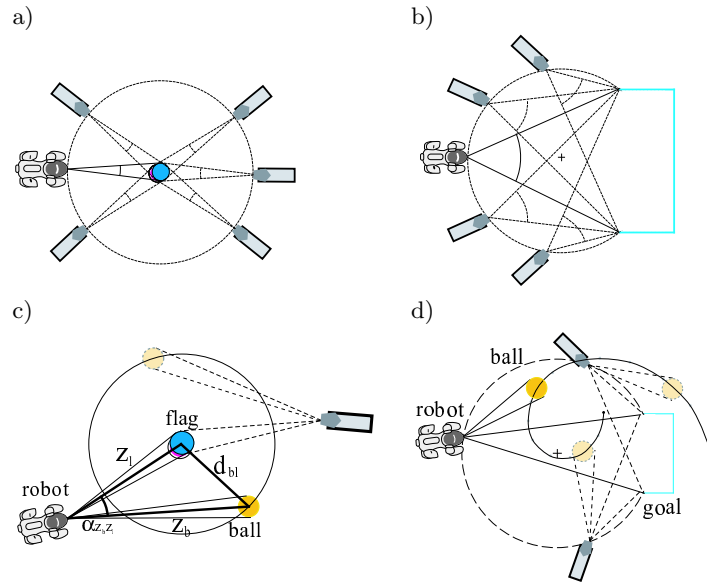 a)
b)
c)
d)
flag
z_l
d_bl
robot
α_{z_b z_l}
z_b
ball
ball
robot
goal